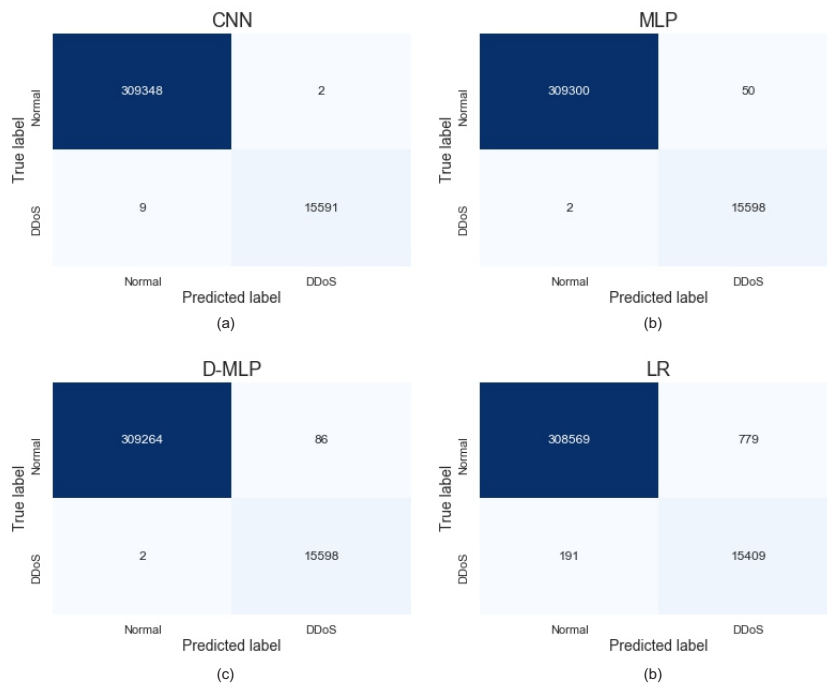 CNN
Normal
309348
2
True label
DDoS
9
15591
Normal
DDoS
Predicted label
(a)
MLP
Normal
309300
50
True label
DDoS
2
15598
Normal
DDoS
Predicted label
(b)
D-MLP
Normal
309264
86
True label
DDoS
2
15598
Normal
DDoS
Predicted label
(c)
LR
Normal
308569
779
True label
DDoS
191
15409
Normal
DDoS
Predicted label
(b)